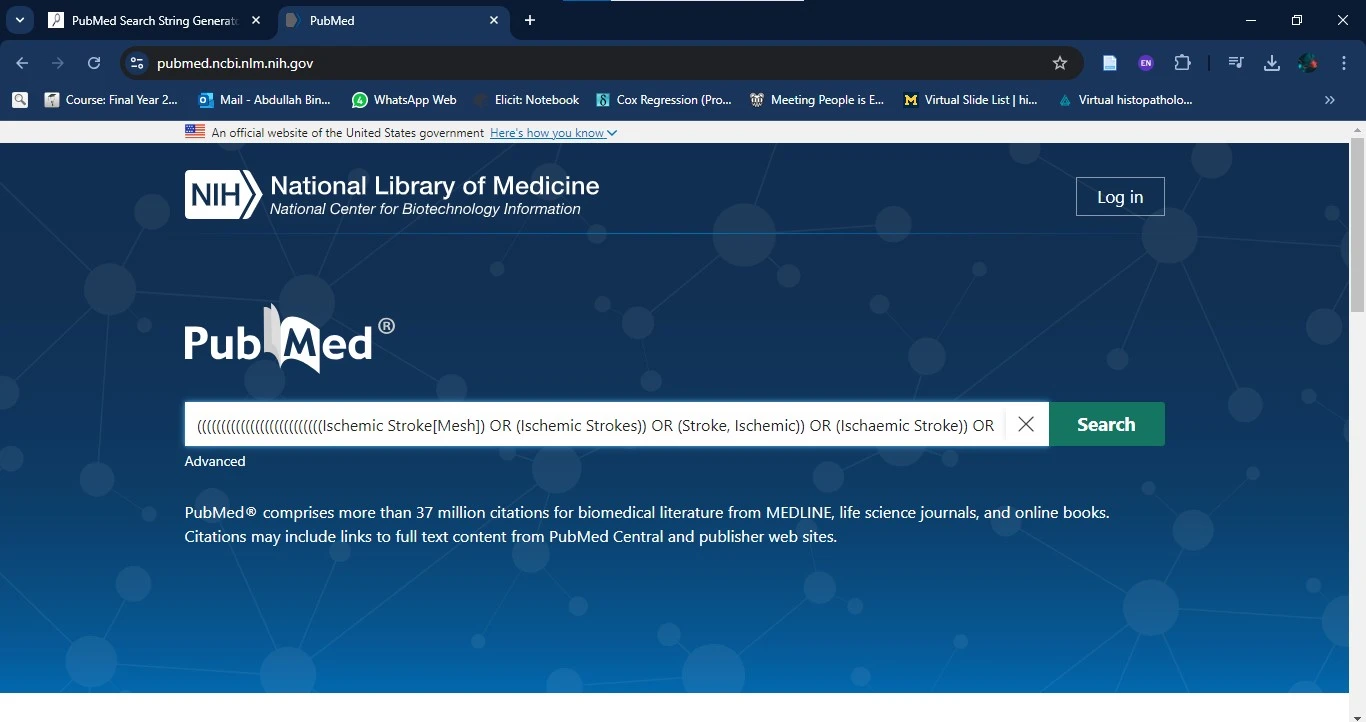 PubMed Search String Generato
PubMed
pubmed.ncbi.nlm.nih.gov
EN
Course: Final Year 2...
Mail - Abdullah Bin...
4
WhatsApp Web
Elicit: Notebook
Cox Regression (Pro...
Meeting People is E...
M
Virtual Slide List | hi...
Virtual histopatholo...
»
An official website of the United States government Here's how you know
NIH National Library of Medicine
National Center for Biotechnology Information
Log in
PubMed®
((((((((((((((((((((((((((Ischemic Stroke[Mesh]) OR (Ischemic Strokes)) OR (Stroke, Ischemic)) OR (Ischaemic Stroke)) OR
Search
Advanced
PubMed® comprises more than 37 million citations for biomedical literature from MEDLINE, life science journals, and online books.
Citations may include links to full text content from PubMed Central and publisher web sites.